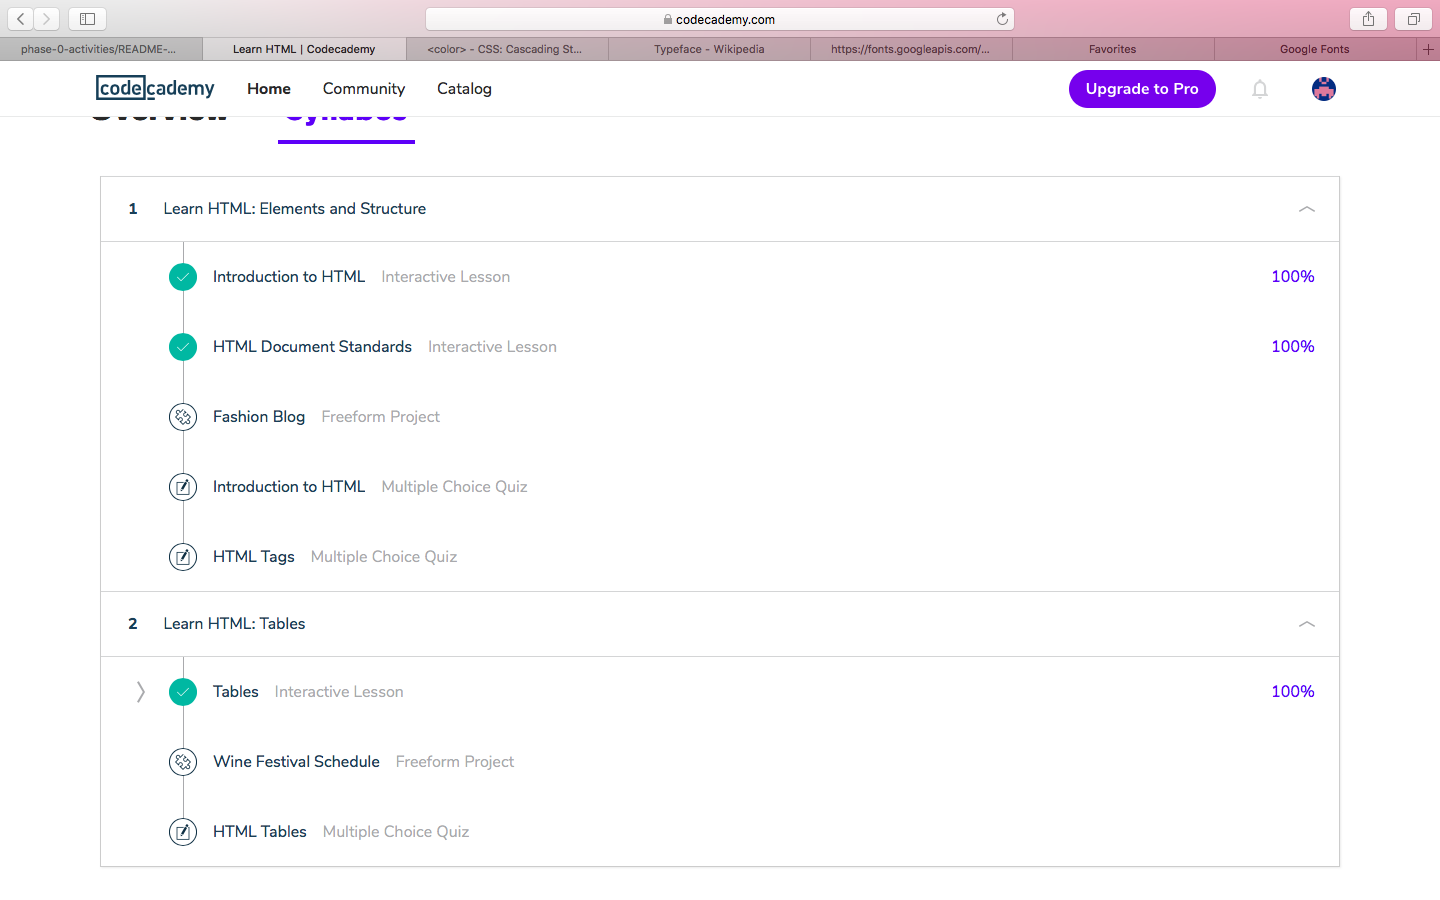 codecademy.com
phase-0-activities/README-...
Learn HTML | Codecademy
<color> - CSS: Cascading St...
Typeface - Wikipedia
https://fonts.googleapis.com/...
Favorites
Google Fonts
codecademy Home Community Catalog Upgrade to Pro
Overview Syllabus
1 Learn HTML: Elements and Structure
Introduction to HTML Interactive Lesson 100%
HTML Document Standards Interactive Lesson 100%
Fashion Blog Freeform Project
Introduction to HTML Multiple Choice Quiz
HTML Tags Multiple Choice Quiz
2 Learn HTML: Tables
Tables Interactive Lesson 100%
Wine Festival Schedule Freeform Project
HTML Tables Multiple Choice Quiz